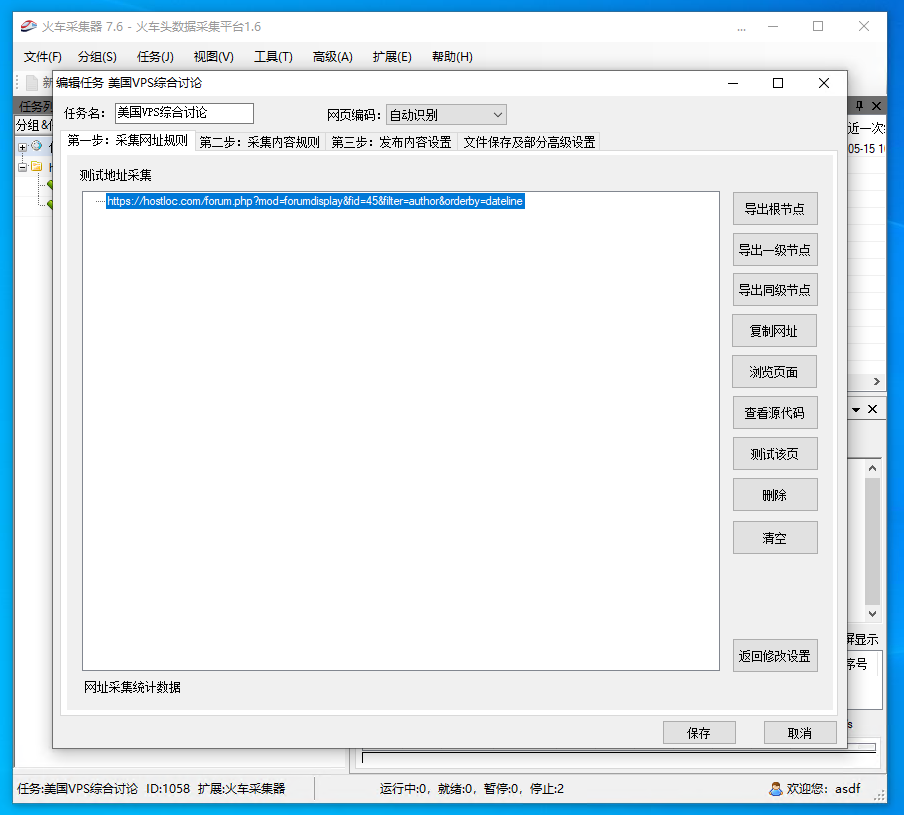 火车采集器 7.6 - 火车头数据采集平台1.6
...
文件(F) 分组(S) 任务(J) 视图(V) 工具(T) 高级(A) 扩展(E) 帮助(H)
新
编辑任务 美国VPS综合讨论
任务列
任务名： 美国VPS综合讨论 网页编码： 自动识别
分组&
近一次
第一步：采集网址规则 第二步：采集内容规则 第三步：发布内容设置 文件保存及部分高级设置
05-15 1
测试地址采集
https://hostloc.com/forum.php?mod=forumdisplay&fid=45&filter=author&orderby=dateline
导出根节点
导出一级节点
导出同级节点
复制网址
浏览页面
查看源代码
测试该页
删除
清空
屏显示
返回修改设置
序号
网址采集统计数据
s
保存 取消
任务:美国VPS综合讨论 ID:1058 扩展:火车采集器 运行中:0，就绪:0，暂停:0，停止:2 欢迎您：asdf